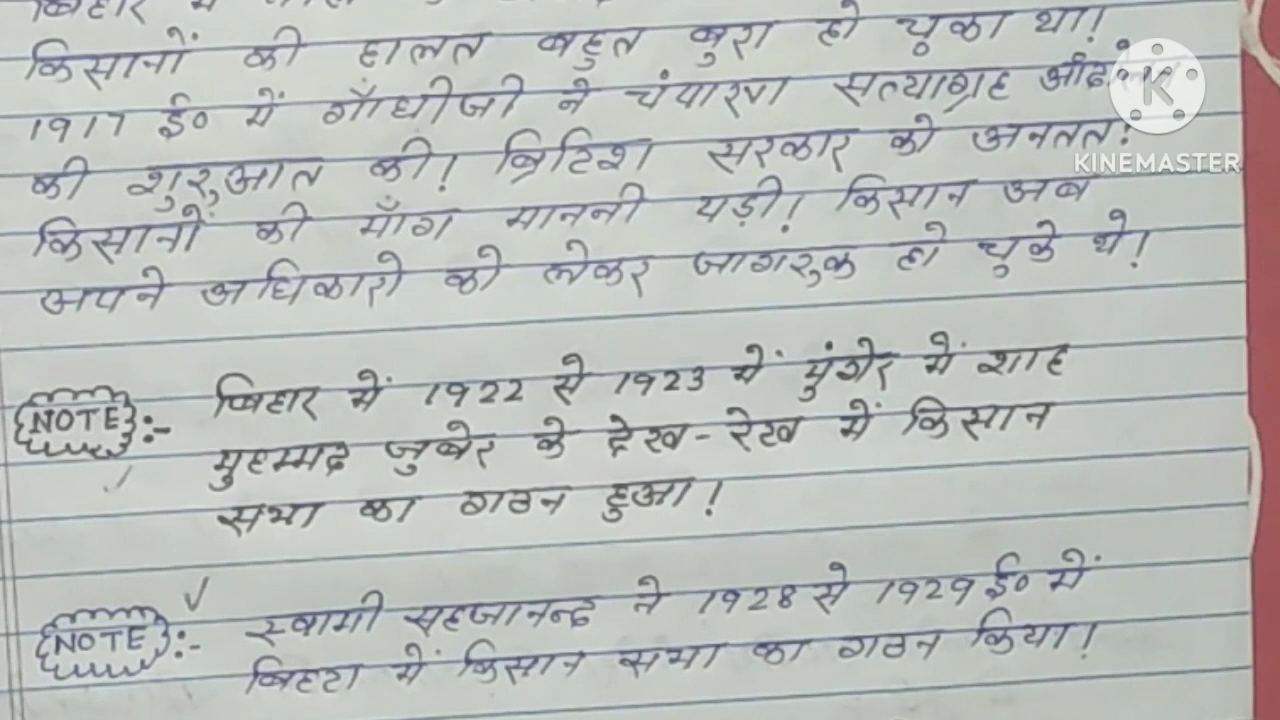 बिहार में
किसानों की हालत बहुत बुरा हो चुका था!
1917 ई० में गाँधीजी ने चंपारण सत्याग्रह
की शुरुआत की! ब्रिटिश सरकार को अनतत:
किसानों की माँग माननी पड़ी! किसान अब
अपने अधिकारो को लेकर जागरुक हो चुके थे!
NOTE:- बिहार में 1922 से 1923 में मुंगेर में शाह
मुहम्मद जुबेर के देख-रेख में किसान
सभा का गठन हुआ!
NOTE:- स्वामी सहजानन्द ने 1928 से 1929 ई० में
बिहटा में किसान सभा का गठन किया!
K
KINEMASTER